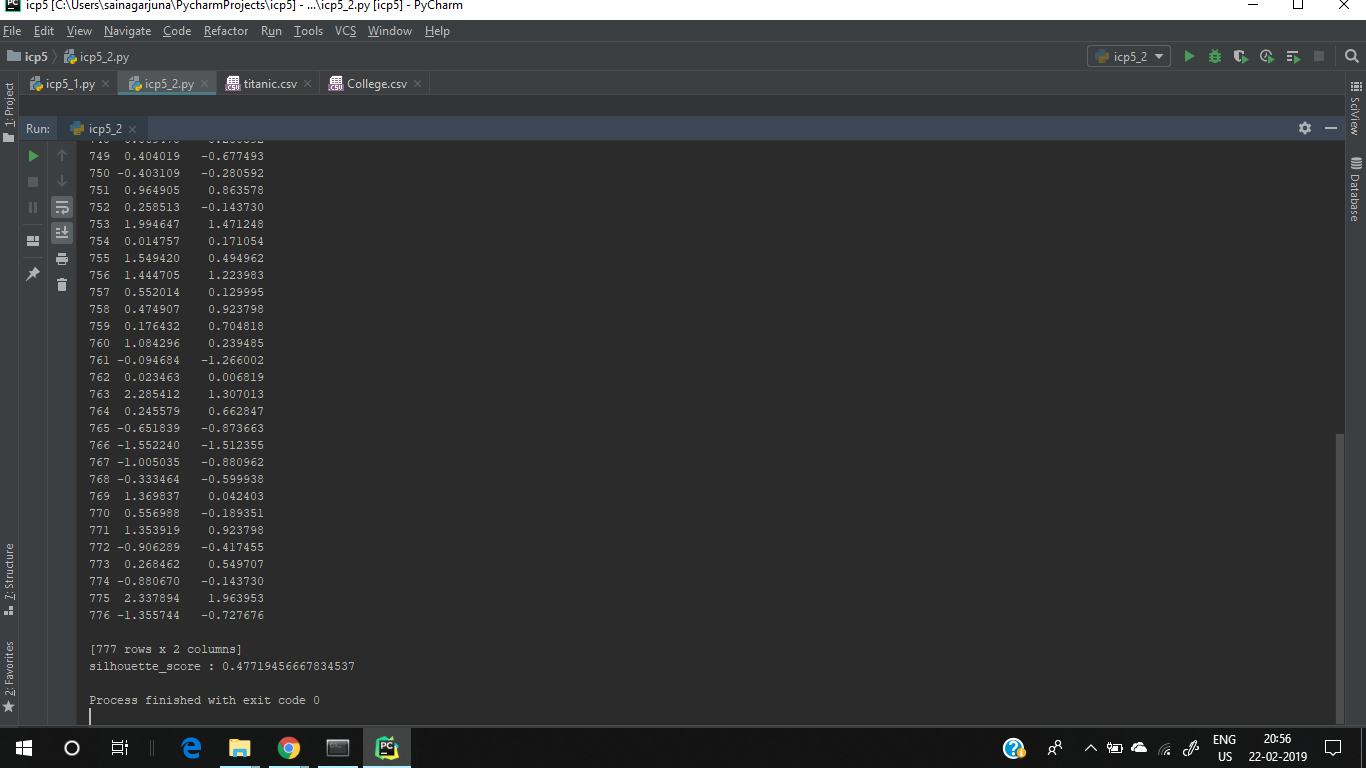 icp5 [C:\Users\sainagarjuna\PycharmProjects\icp5] - ...\icp5_2.py [icp5] - PyCharm
File Edit View Navigate Code Refactor Run Tools VCS Window Help
icp5 icp5_2.py icp5_2
icp5_1.py icp5_2.py titanic.csv College.csv
Run: icp5_2
749 0.404019 -0.677493
750 -0.403109 -0.280592
751 0.964905 0.863578
752 0.258513 -0.143730
753 1.994647 1.471248
754 0.014757 0.171054
755 1.549420 0.494962
756 1.444705 1.223983
757 0.552014 0.129995
758 0.474907 0.923798
759 0.176432 0.704818
760 1.084296 0.239485
761 -0.094684 -1.266002
762 0.023463 0.006819
763 2.285412 1.307013
764 0.245579 0.662847
765 -0.651839 -0.873663
766 -1.552240 -1.512355
767 -1.005035 -0.880962
768 -0.333464 -0.599938
769 1.369837 0.042403
770 0.556988 -0.189351
771 1.353919 0.923798
772 -0.906289 -0.417455
773 0.268462 0.549707
774 -0.880670 -0.143730
775 2.337894 1.963953
776 -1.355744 -0.727676
[777 rows x 2 columns]
silhouette_score : 0.47719456667834537
Process finished with exit code 0
1: Project
7: Structure
2: Favorites
SciView
Database
ENG
US
20:56
22-02-2019